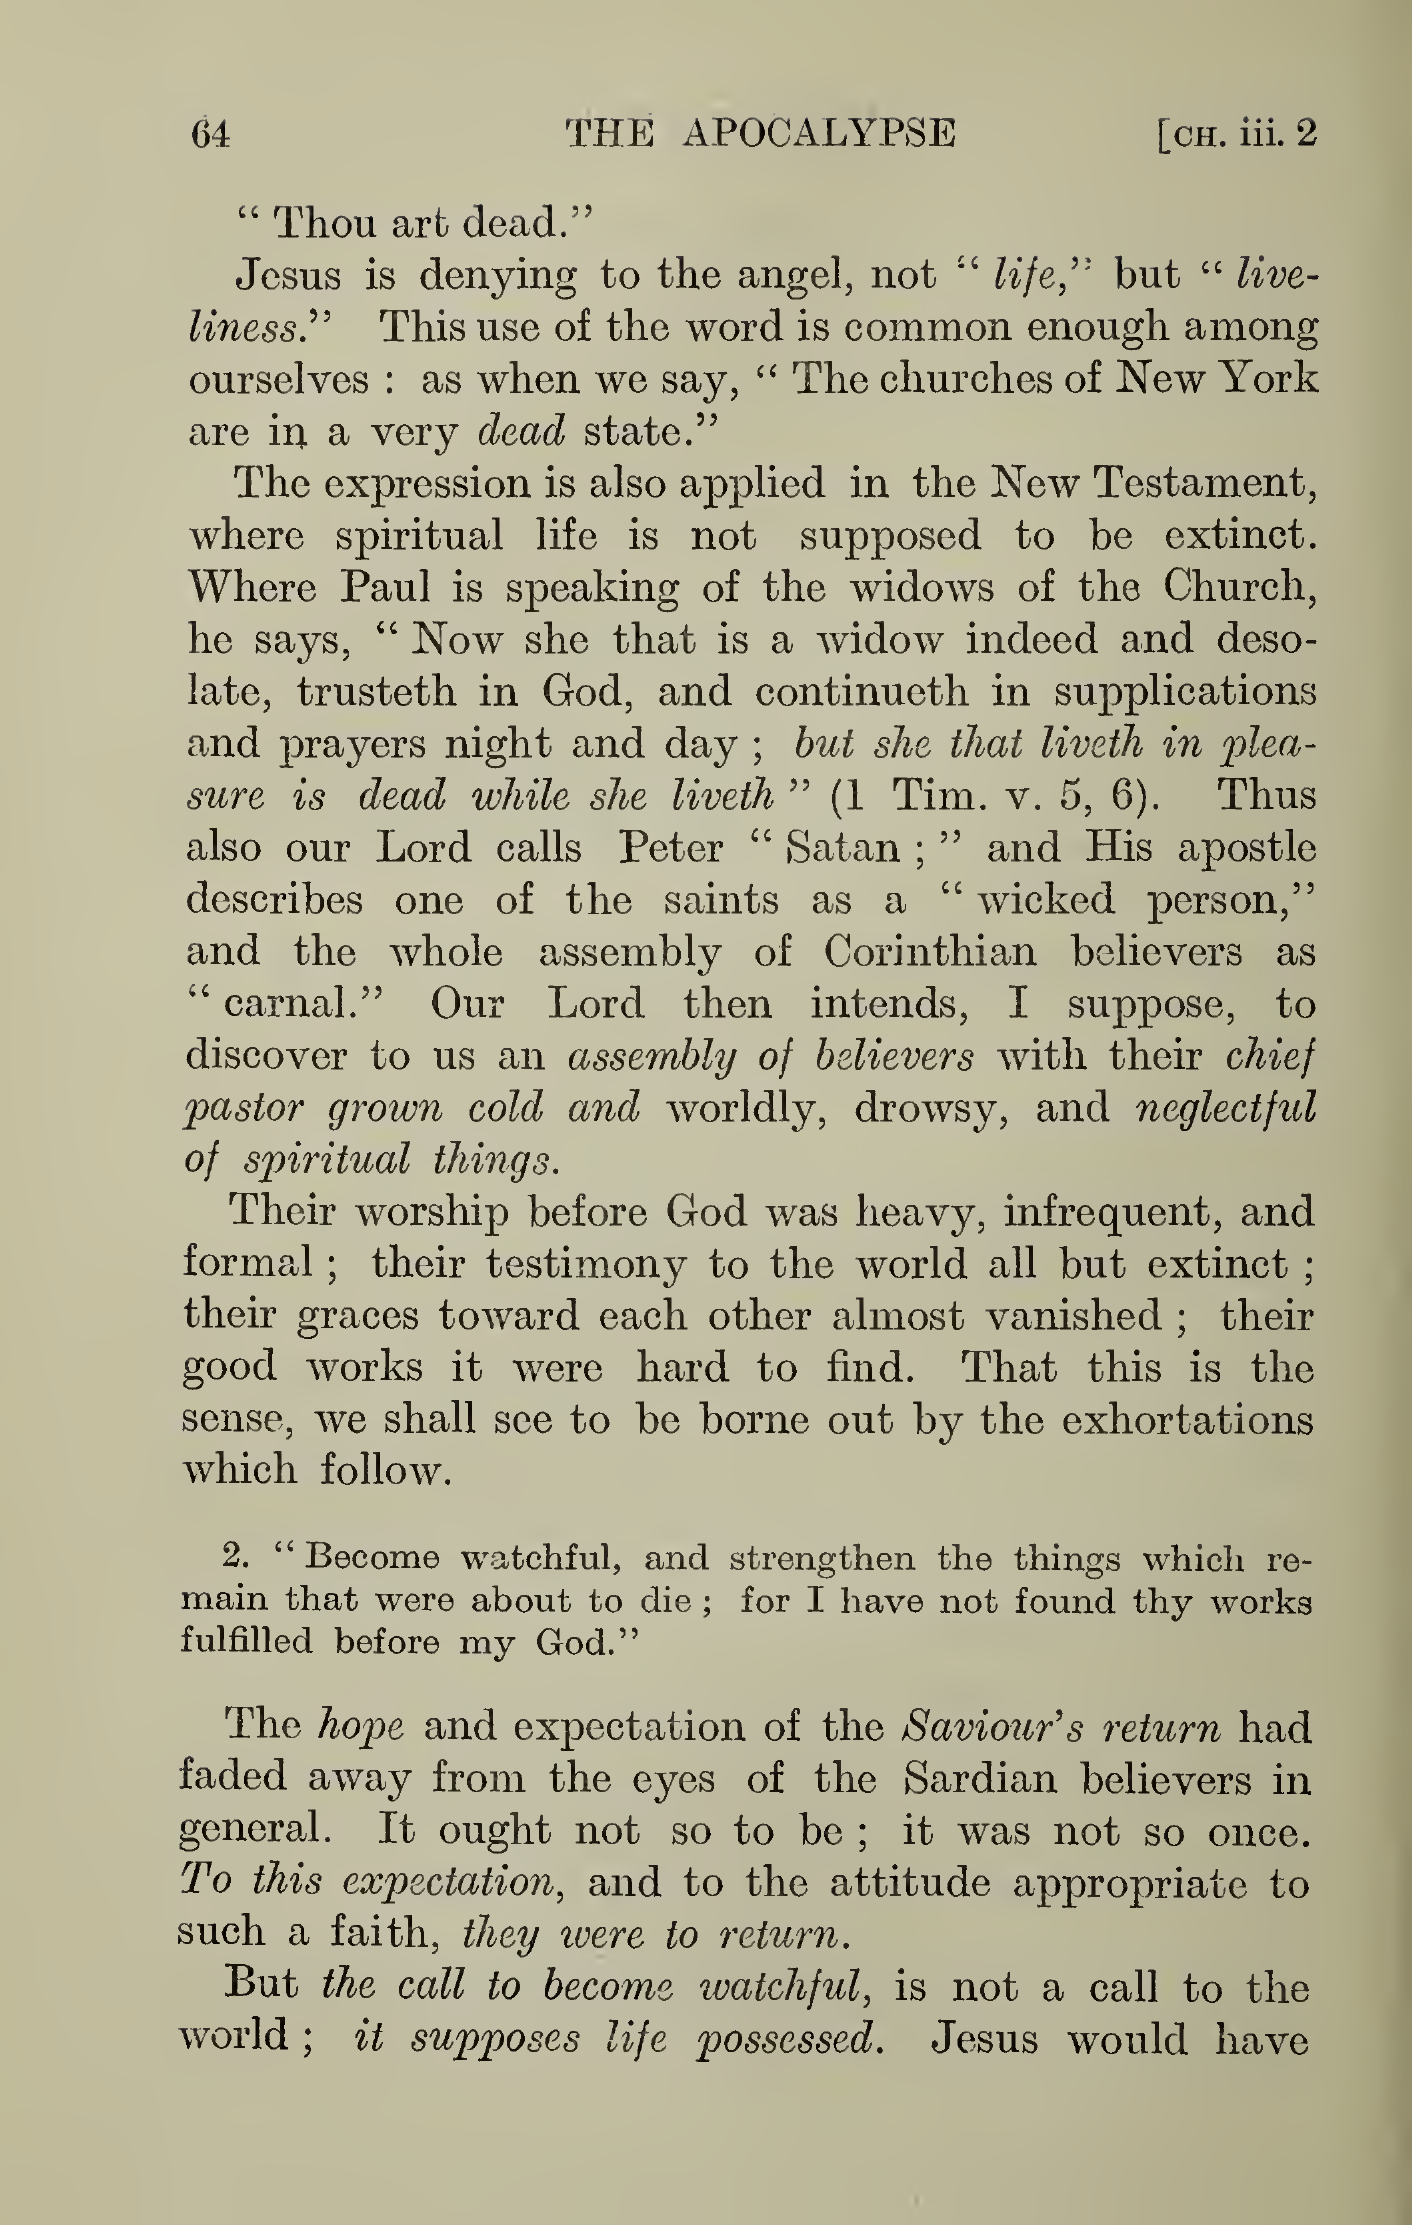 64 THE APOCALYPSE [CH. iii. 2
“ Thou art dead.”
Jesus is denying to the angel, not “ life,” but “ live-
liness.” This use of the word is common enough among
ourselves : as when we say, “ The churches of New York
are in a very dead state.”
The expression is also applied in the New Testament,
where spiritual life is not supposed to be extinct.
Where Paul is speaking of the widows of the Church,
he says, “ Now she that is a widow indeed and deso-
late, trusteth in God, and continueth in supplications
and prayers night and day ; but she that liveth in plea-
sure is dead while she liveth ” (1 Tim. v. 5, 6). Thus
also our Lord calls Peter “ Satan ; ” and His apostle
describes one of the saints as a “ wicked person,”
and the whole assembly of Corinthian believers as
“ carnal.” Our Lord then intends, I suppose, to
discover to us an assembly of believers with their chief
pastor grown cold and worldly, drowsy, and neglectful
of spiritual things.
Their worship before God was heavy, infrequent, and
formal ; their testimony to the world all but extinct ;
their graces toward each other almost vanished ; their
good works it were hard to find. That this is the
sense, we shall see to be borne out by the exhortations
which follow.
2. “ Become watchful, and strengthen the things which re-
main that were about to die ; for I have not found thy works
fulfilled before my God.”
The hope and expectation of the Saviour’s return had
faded away from the eyes of the Sardian believers in
general. It ought not so to be ; it was not so once.
To this expectation, and to the attitude appropriate to
such a faith, they were to return.
But the call to become watchful, is not a call to the
world ; it supposes life possessed. Jesus would have